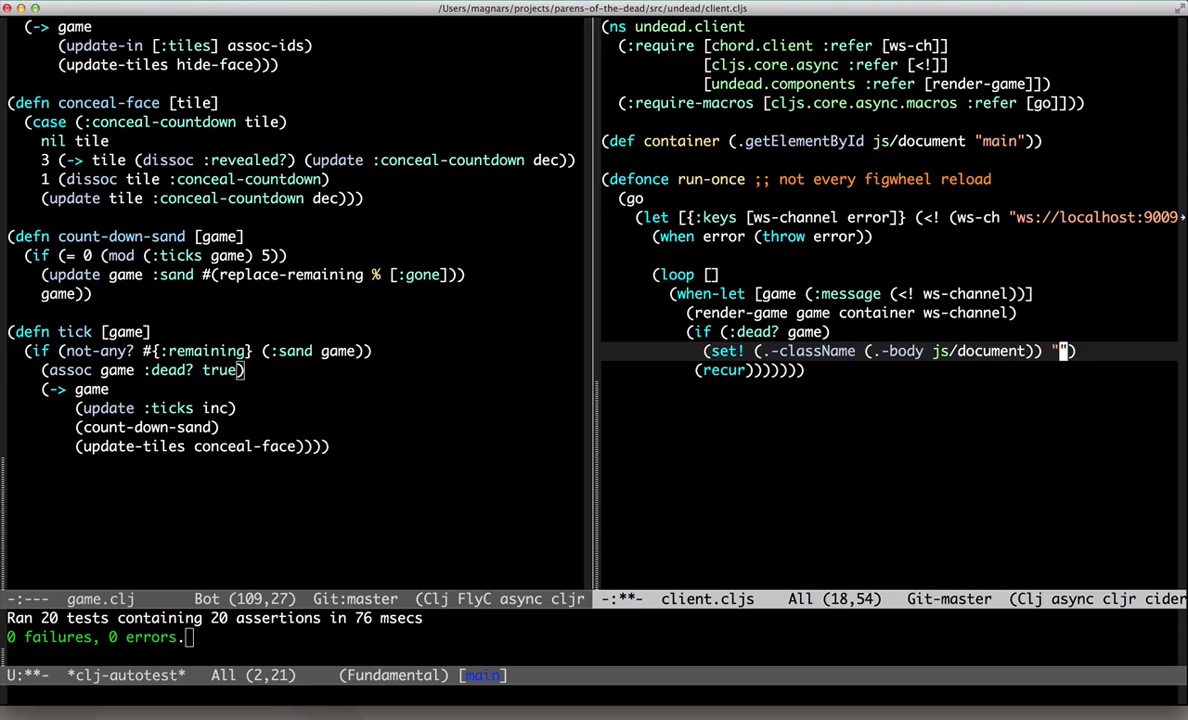 /Users/magnars/projects/parens-of-the-dead/src/undead/client.cljs
(-> game
(update-in [:tiles] assoc-ids)
(update-tiles hide-face)))
(defn conceal-face [tile]
(case (:conceal-countdown tile)
nil tile
3 (-> tile (dissoc :revealed?) (update :conceal-countdown dec))
1 (dissoc tile :conceal-countdown)
(update tile :conceal-countdown dec)))
(defn count-down-sand [game]
(if (= 0 (mod (:ticks game) 5))
(update game :sand #(replace-remaining % [:gone]))
game))
(defn tick [game]
(if (not-any? #{:remaining} (:sand game))
(assoc game :dead? true)
(-> game
(update :ticks inc)
(count-down-sand)
(update-tiles conceal-face))))
-:--- game.clj Bot (109,27) Git:master (Clj FlyC async cljr
(ns undead.client
(:require [chord.client :refer [ws-ch]]
[cljs.core.async :refer [<!]]
[undead.components :refer [render-game]])
(:require-macros [cljs.core.async.macros :refer [go]]))
(def container (.getElementById js/document "main"))
(defonce run-once ;; not every figwheel reload
(go
(let [{:keys [ws-channel error]} (<! (ws-ch "ws://localhost:9009
(when error (throw error))
(loop []
(when-let [game (:message (<! ws-channel))]
(render-game game container ws-channel)
(if (:dead? game)
(set! (.-className (.-body js/document)) "")
(recur)))))))
-:**- client.cljs All (18,54) Git-master (Clj async cljr cider
Ran 20 tests containing 20 assertions in 76 msecs
0 failures, 0 errors.
U:**- *clj-autotest* All (2,21) (Fundamental) [main]